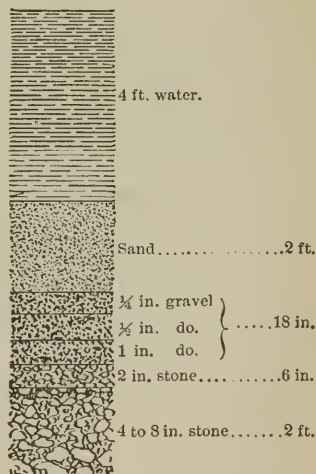 4 ft. water.
Sand..............2 ft.
¼ in. gravel
½ in. do. .....18 in.
1 in. do.
2 in. stone..........6 in.
4 to 8 in. stone.......2 ft.